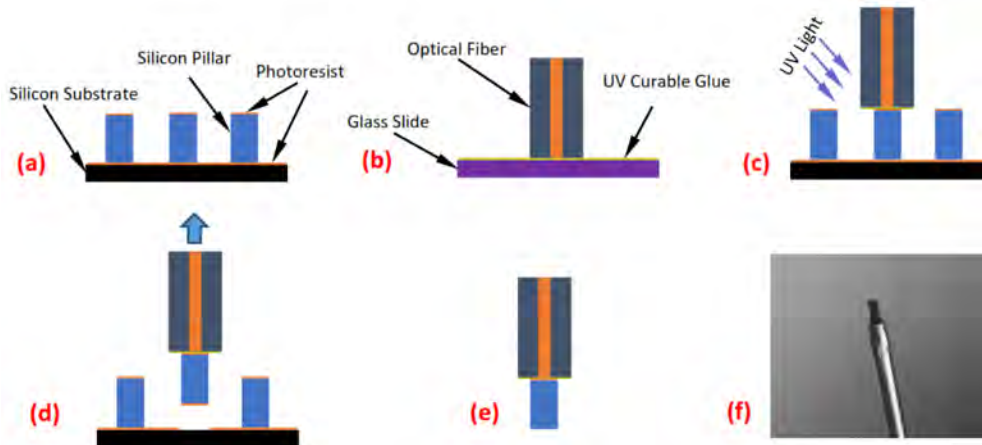 Silicon Pillar
Photoresist
Silicon Substrate
(a)
Optical Fiber
UV Curable Glue
Glass Slide
(b)
UV Light
(c)
(d)
(e)
(f)